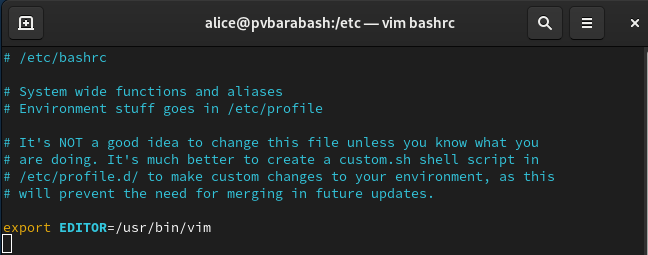 alice@pvbarabash:/etc — vim bashrc
# /etc/bashrc
# System wide functions and aliases
# Environment stuff goes in /etc/profile
# It's NOT a good idea to change this file unless you know what you
# are doing. It's much better to create a custom.sh shell script in
# /etc/profile.d/ to make custom changes to your environment, as this
# will prevent the need for merging in future updates.
export EDITOR=/usr/bin/vim